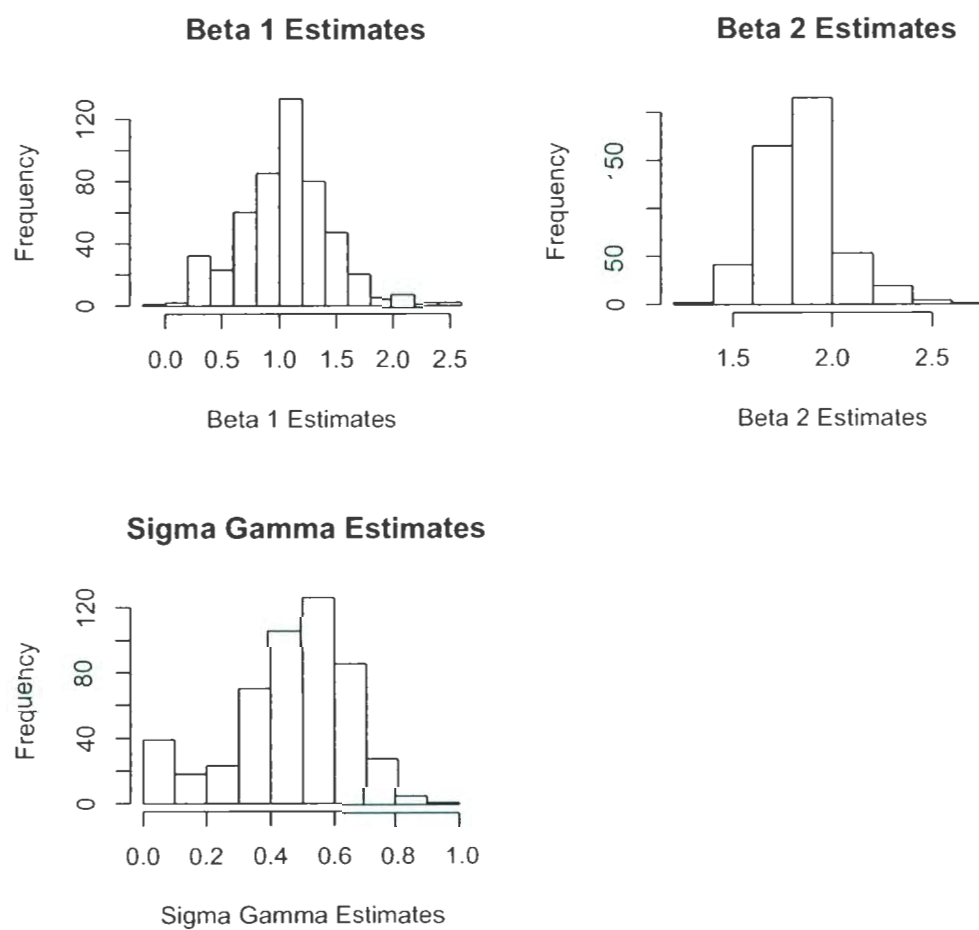 Beta 1 Estimates
Frequency
0 40 80 120
0.0 0.5 1.0 1.5 2.0 2.5
Beta 1 Estimates
Beta 2 Estimates
Frequency
0 50 50
1.5 2.0 2.5
Beta 2 Estimates
Sigma Gamma Estimates
Frequency
0 40 80 120
0.0 0.2 0.4 0.6 0.8 1.0
Sigma Gamma Estimates